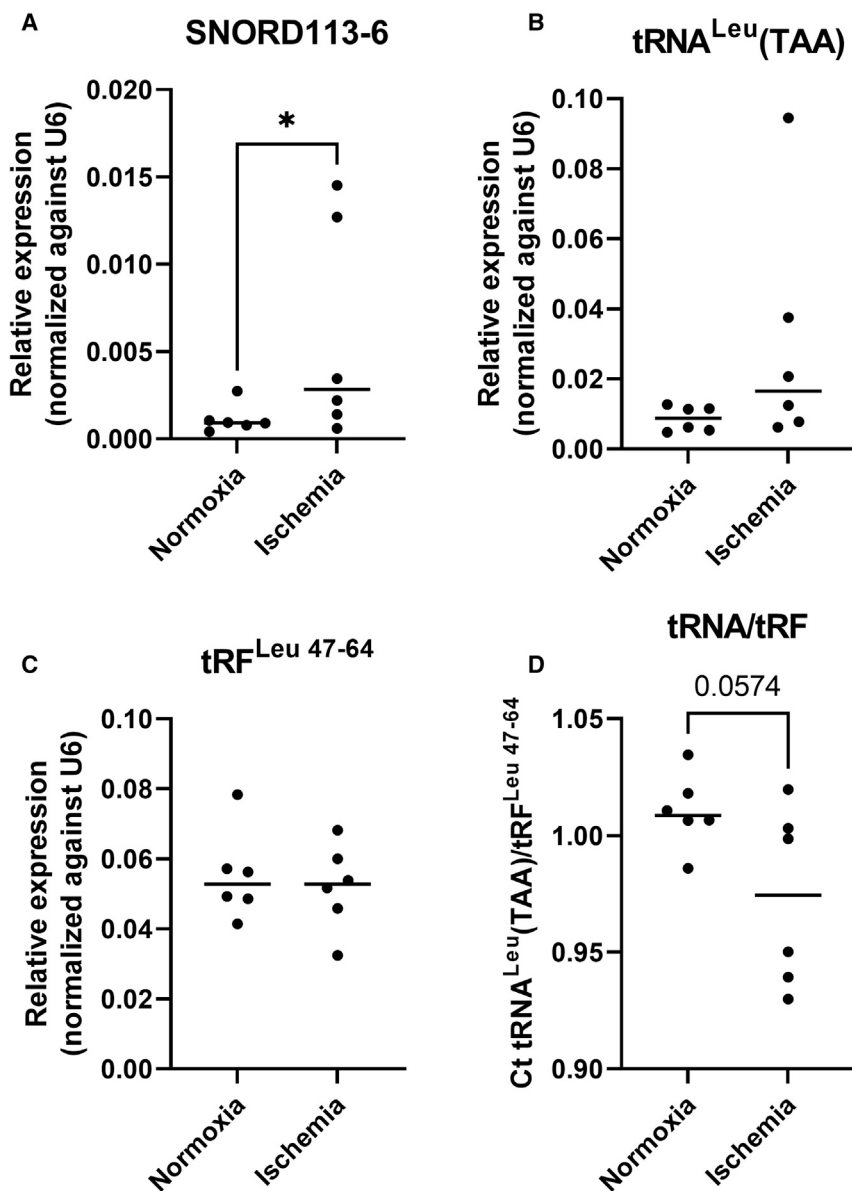 A
SNORD113-6
Relative expression
(normalized against U6)
0.020
0.015
0.010
0.005
0.000
*
Normoxia
Ischemia
B
tRNALeu(TAA)
Relative expression
(normalized against U6)
0.10
0.08
0.06
0.04
0.02
0.00
Normoxia
Ischemia
C
tRFLeu 47-64
Relative expression
(normalized against U6)
0.10
0.08
0.06
0.04
0.02
0.00
Normoxia
Ischemia
D
tRNA/tRF
Ct tRNALeu(TAA)/tRFLeu 47-64
0.0574
1.05
1.00
0.95
0.90
Normoxia
Ischemia